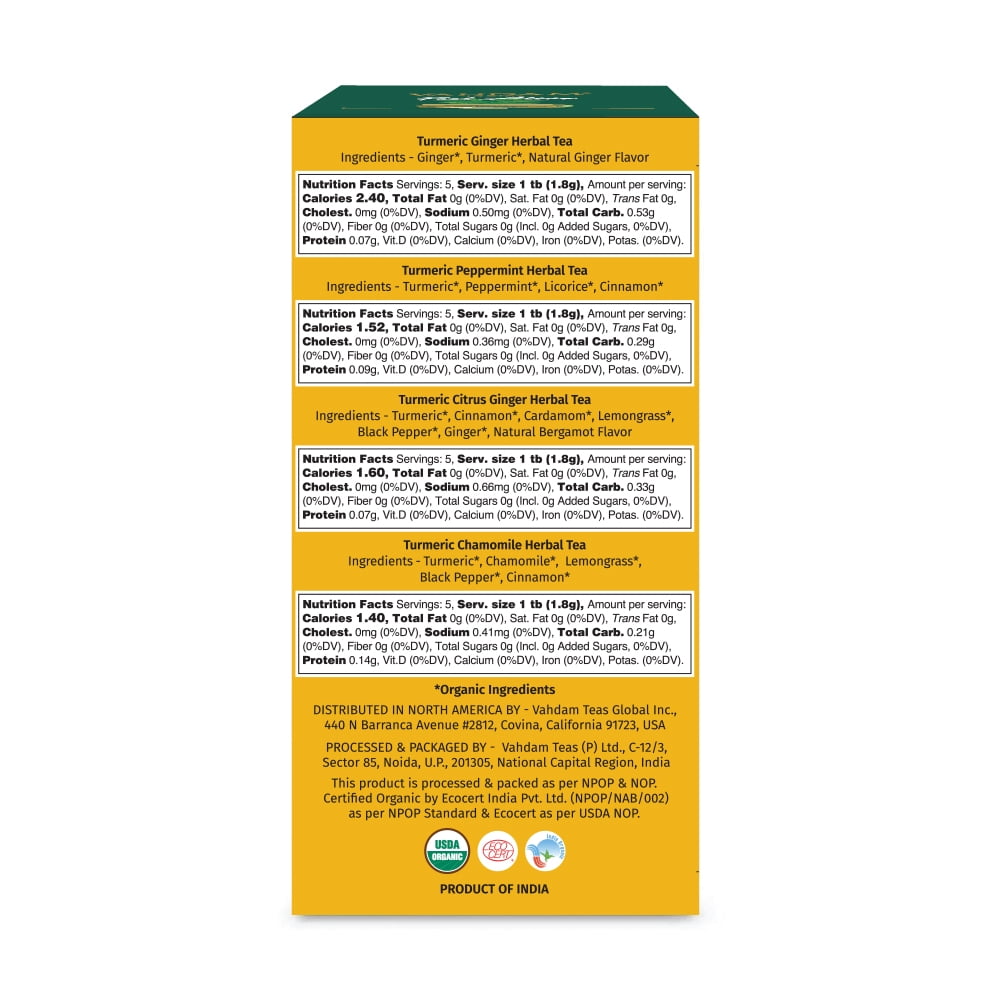 VAHDAM®
Turmeric Ginger Herbal Tea
Ingredients - Ginger*, Turmeric*, Natural Ginger Flavor
Nutrition Facts Servings: 5, Serv. size 1 tb (1.8g), Amount per serving:
Calories 2.40, Total Fat 0g (0%DV), Sat. Fat 0g (0%DV), Trans Fat 0g,
Cholest. 0mg (0%DV), Sodium 0.50mg (0%DV), Total Carb. 0.53g
(0%DV), Fiber 0g (0%DV), Total Sugars 0g (Incl. 0g Added Sugars, 0%DV),
Protein 0.07g, Vit.D (0%DV), Calcium (0%DV), Iron (0%DV), Potas. (0%DV).
Turmeric Peppermint Herbal Tea
Ingredients - Turmeric*, Peppermint*, Licorice*, Cinnamon*
Nutrition Facts Servings: 5, Serv. size 1 tb (1.8g), Amount per serving:
Calories 1.52, Total Fat 0g (0%DV), Sat. Fat 0g (0%DV), Trans Fat 0g,
Cholest. 0mg (0%DV), Sodium 0.36mg (0%DV), Total Carb. 0.29g
(0%DV), Fiber 0g (0%DV), Total Sugars 0g (Incl. 0g Added Sugars, 0%DV),
Protein 0.09g, Vit.D (0%DV), Calcium (0%DV), Iron (0%DV), Potas. (0%DV).
Turmeric Citrus Ginger Herbal Tea
Ingredients - Turmeric*, Cinnamon*, Cardamom*, Lemongrass*,
Black Pepper*, Ginger*, Natural Bergamot Flavor
Nutrition Facts Servings: 5, Serv. size 1 tb (1.8g), Amount per serving:
Calories 1.60, Total Fat 0g (0%DV), Sat. Fat 0g (0%DV), Trans Fat 0g,
Cholest. 0mg (0%DV), Sodium 0.66mg (0%DV), Total Carb. 0.33g
(0%DV), Fiber 0g (0%DV), Total Sugars 0g (Incl. 0g Added Sugars, 0%DV),
Protein 0.07g, Vit.D (0%DV), Calcium (0%DV), Iron (0%DV), Potas. (0%DV).
Turmeric Chamomile Herbal Tea
Ingredients - Turmeric*, Chamomile*, Lemongrass*,
Black Pepper*, Cinnamon*
Nutrition Facts Servings: 5, Serv. size 1 tb (1.8g), Amount per serving:
Calories 1.40, Total Fat 0g (0%DV), Sat. Fat 0g (0%DV), Trans Fat 0g,
Cholest. 0mg (0%DV), Sodium 0.41mg (0%DV), Total Carb. 0.21g
(0%DV), Fiber 0g (0%DV), Total Sugars 0g (Incl. 0g Added Sugars, 0%DV),
Protein 0.14g, Vit.D (0%DV), Calcium (0%DV), Iron (0%DV), Potas. (0%DV).
*Organic Ingredients
DISTRIBUTED IN NORTH AMERICA BY - Vahdam Teas Global Inc.,
440 N Barranca Avenue #2812, Covina, California 91723, USA
PROCESSED & PACKAGED BY - Vahdam Teas (P) Ltd., C-12/3,
Sector 85, Noida, U.P., 201305, National Capital Region, India
This product is processed & packed as per NPOP & NOP.
Certified Organic by Ecocert India Pvt. Ltd. (NPOP/NAB/002)
as per NPOP Standard & Ecocert as per USDA NOP.
USDA
ORGANIC
ECO
CERT
India Organic
PRODUCT OF INDIA